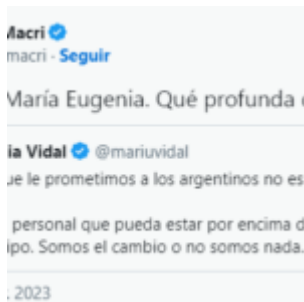 Macri
macri · Seguir
María Eugenia. Qué profunda
ia Vidal @mariuvidal
ue le prometimos a los argentinos no es
personal que pueda estar por encima d
ipo. Somos el cambio o no somos nada.
. 2023